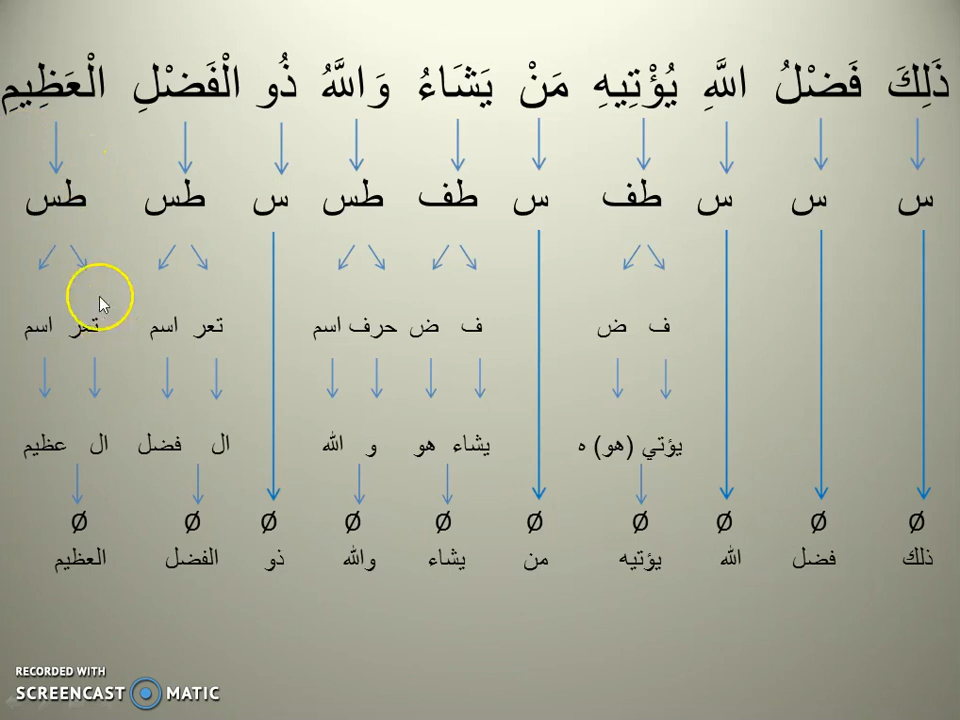 ذَلِكَ فَضْلُ اللَّهِ يُؤْتِيهِ مَنْ يَشَاءُ وَاللَّهُ ذُو الْفَضْلِ الْعَظِيمِ
س س س طف س طف طس س طس طس
ف ض ف ض حرف اسم تعر اسم تعر اسم
يؤتي (هو) ه يشاء هو و الله ال فضل ال عظيم
Ø Ø Ø Ø Ø Ø Ø Ø Ø Ø
ذلك فضل الله يؤتيه من يشاء والله ذو الفضل العظيم
RECORDED WITH
SCREENCAST MATIC